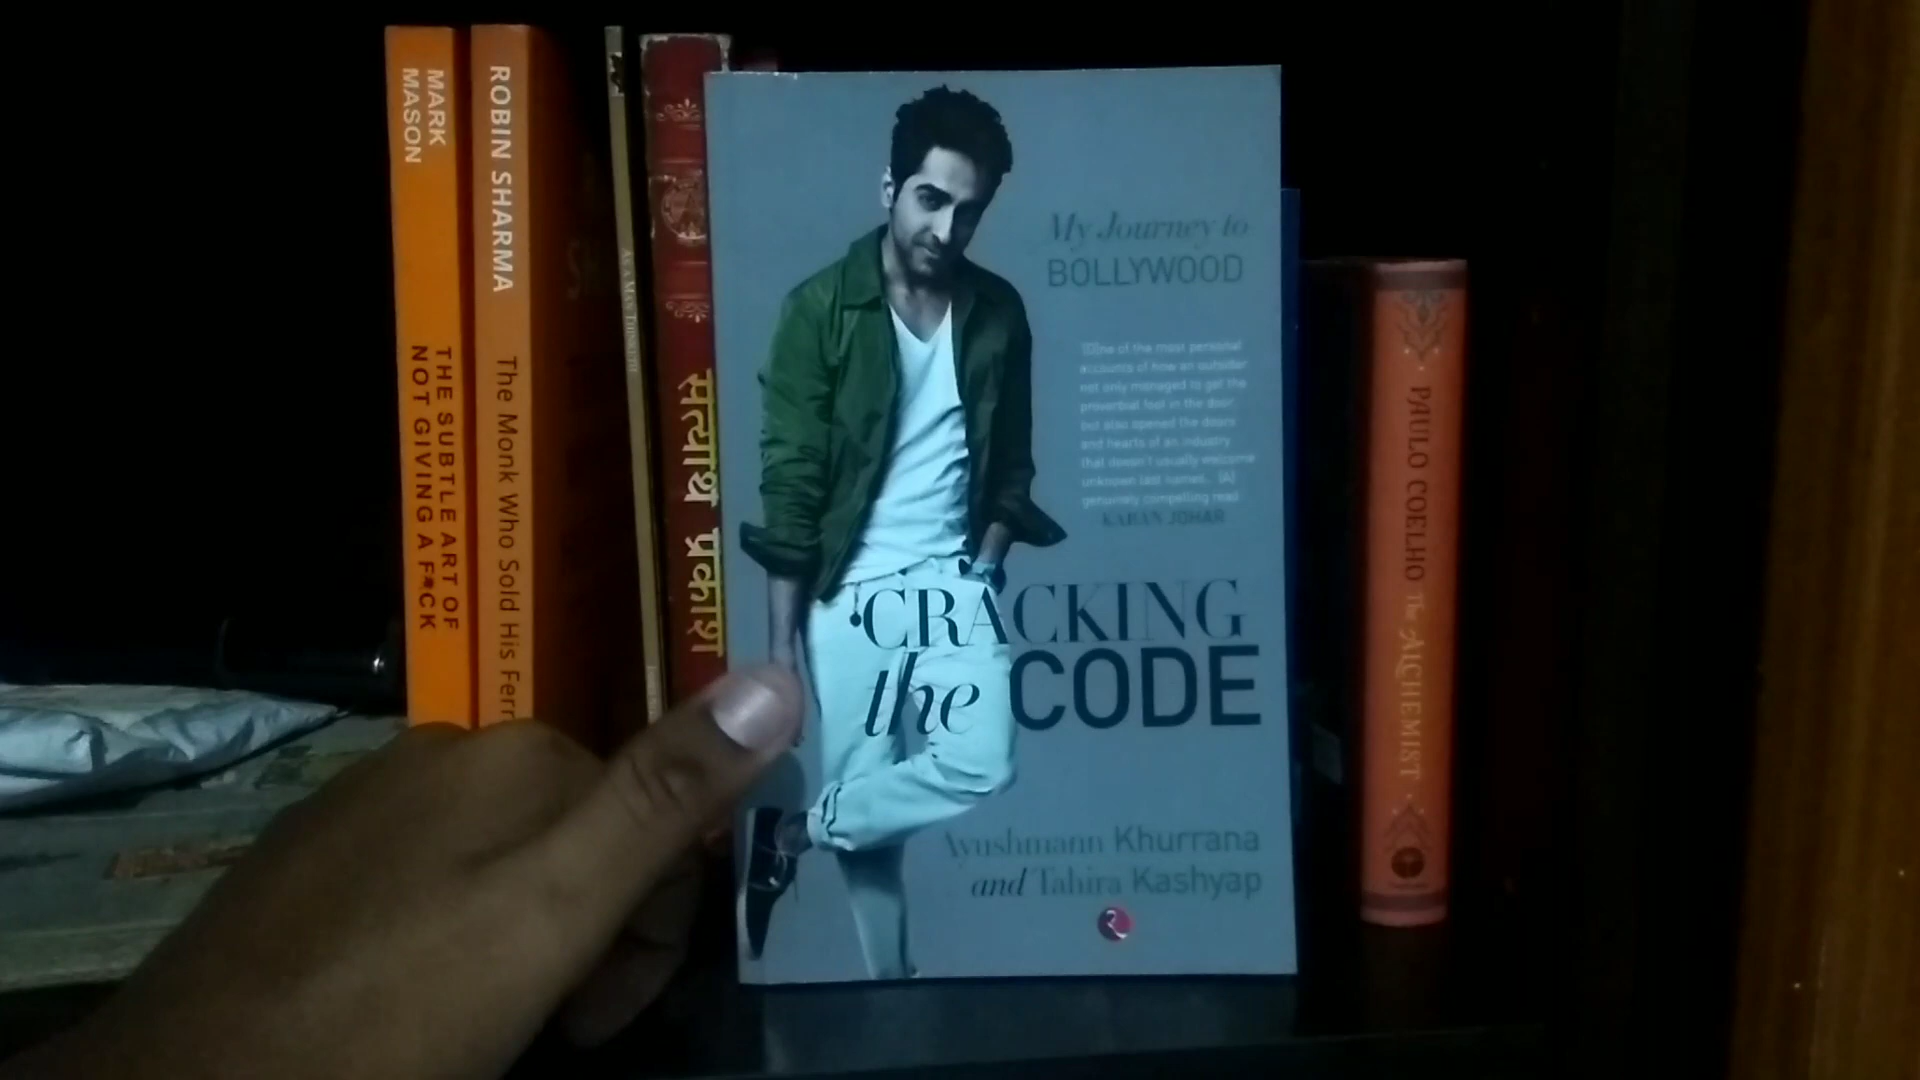 MARK
MASON
THE SUBTLE ART OF
NOT GIVING A F*CK
ROBIN SHARMA
The Monk Who Sold His Ferr
AS A MAN THINKETH
सत्यार्थ प्रकाश
My Journey to
BOLLYWOOD
One of the most personal
accounts of how an outsider
not only managed to get the
proverbial foot in the door,
but also opened the doors
and hearts of an industry
that doesn't usually welcome
unknown last names. [A]
genuinely compelling read
KARAN JOHAR
CRACKING
the CODE
Ayushmann Khurrana
and Tahira Kashyap
PAULO COELHO The ALCHEMIST